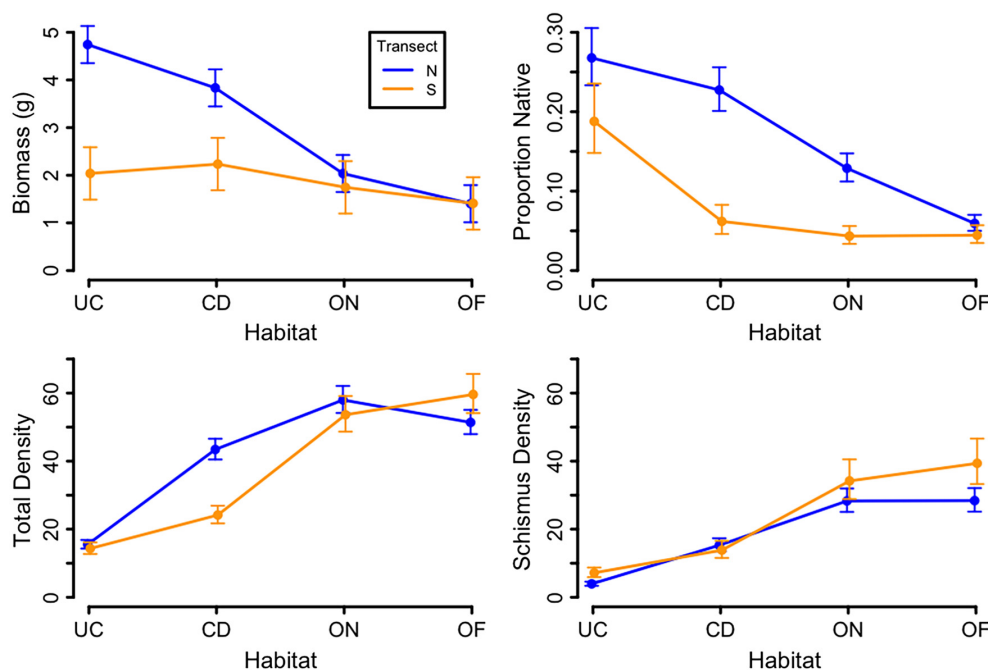 Biomass (g)
5
4
3
2
1
0
Transect
N
S
UC CD ON OF
Habitat
Proportion Native
0.30
0.20
0.10
0.00
UC CD ON OF
Habitat
Total Density
60
40
20
0
UC CD ON OF
Habitat
Schismus Density
60
40
20
0
UC CD ON OF
Habitat